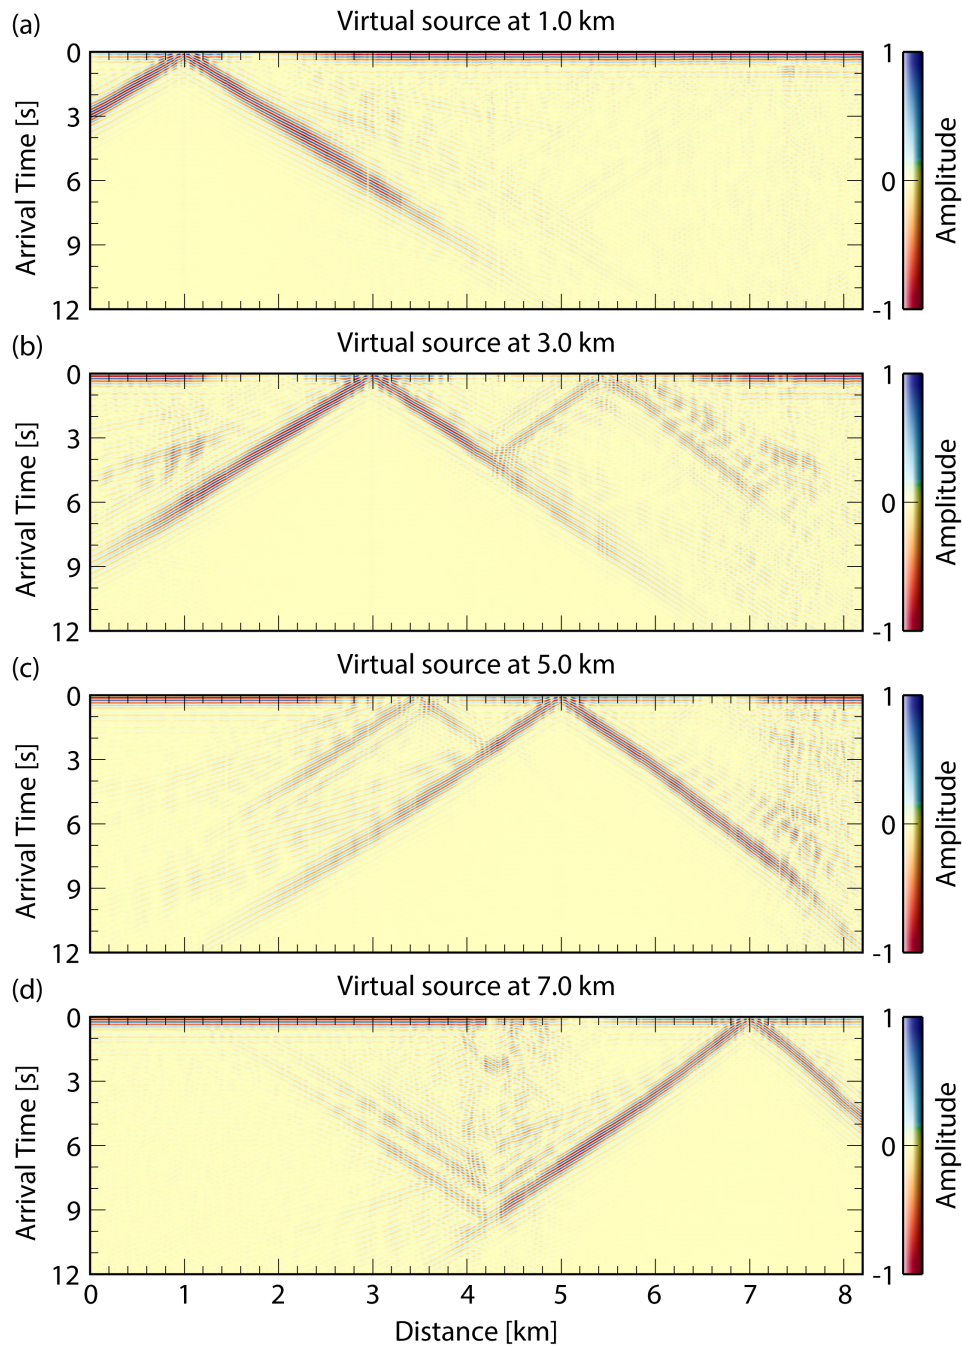 (a)
Virtual source at 1.0 km
0
3
6
9
12
Arrival Time [s]
1
0
-1
Amplitude
(b)
Virtual source at 3.0 km
0
3
6
9
12
Arrival Time [s]
1
0
-1
Amplitude
(c)
Virtual source at 5.0 km
0
3
6
9
12
Arrival Time [s]
1
0
-1
Amplitude
(d)
Virtual source at 7.0 km
0
3
6
9
12
Arrival Time [s]
1
0
-1
Amplitude
0 1 2 3 4 5 6 7 8
Distance [km]